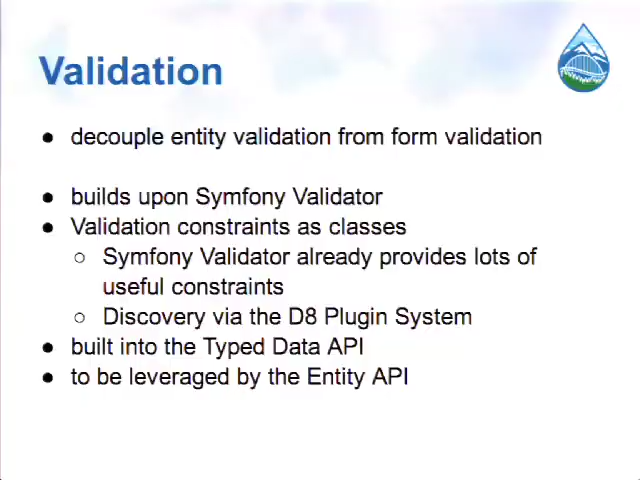 Validation
● decouple entity validation from form validation
● builds upon Symfony Validator
● Validation constraints as classes
○ Symfony Validator already provides lots of
useful constraints
○ Discovery via the D8 Plugin System
● built into the Typed Data API
● to be leveraged by the Entity API